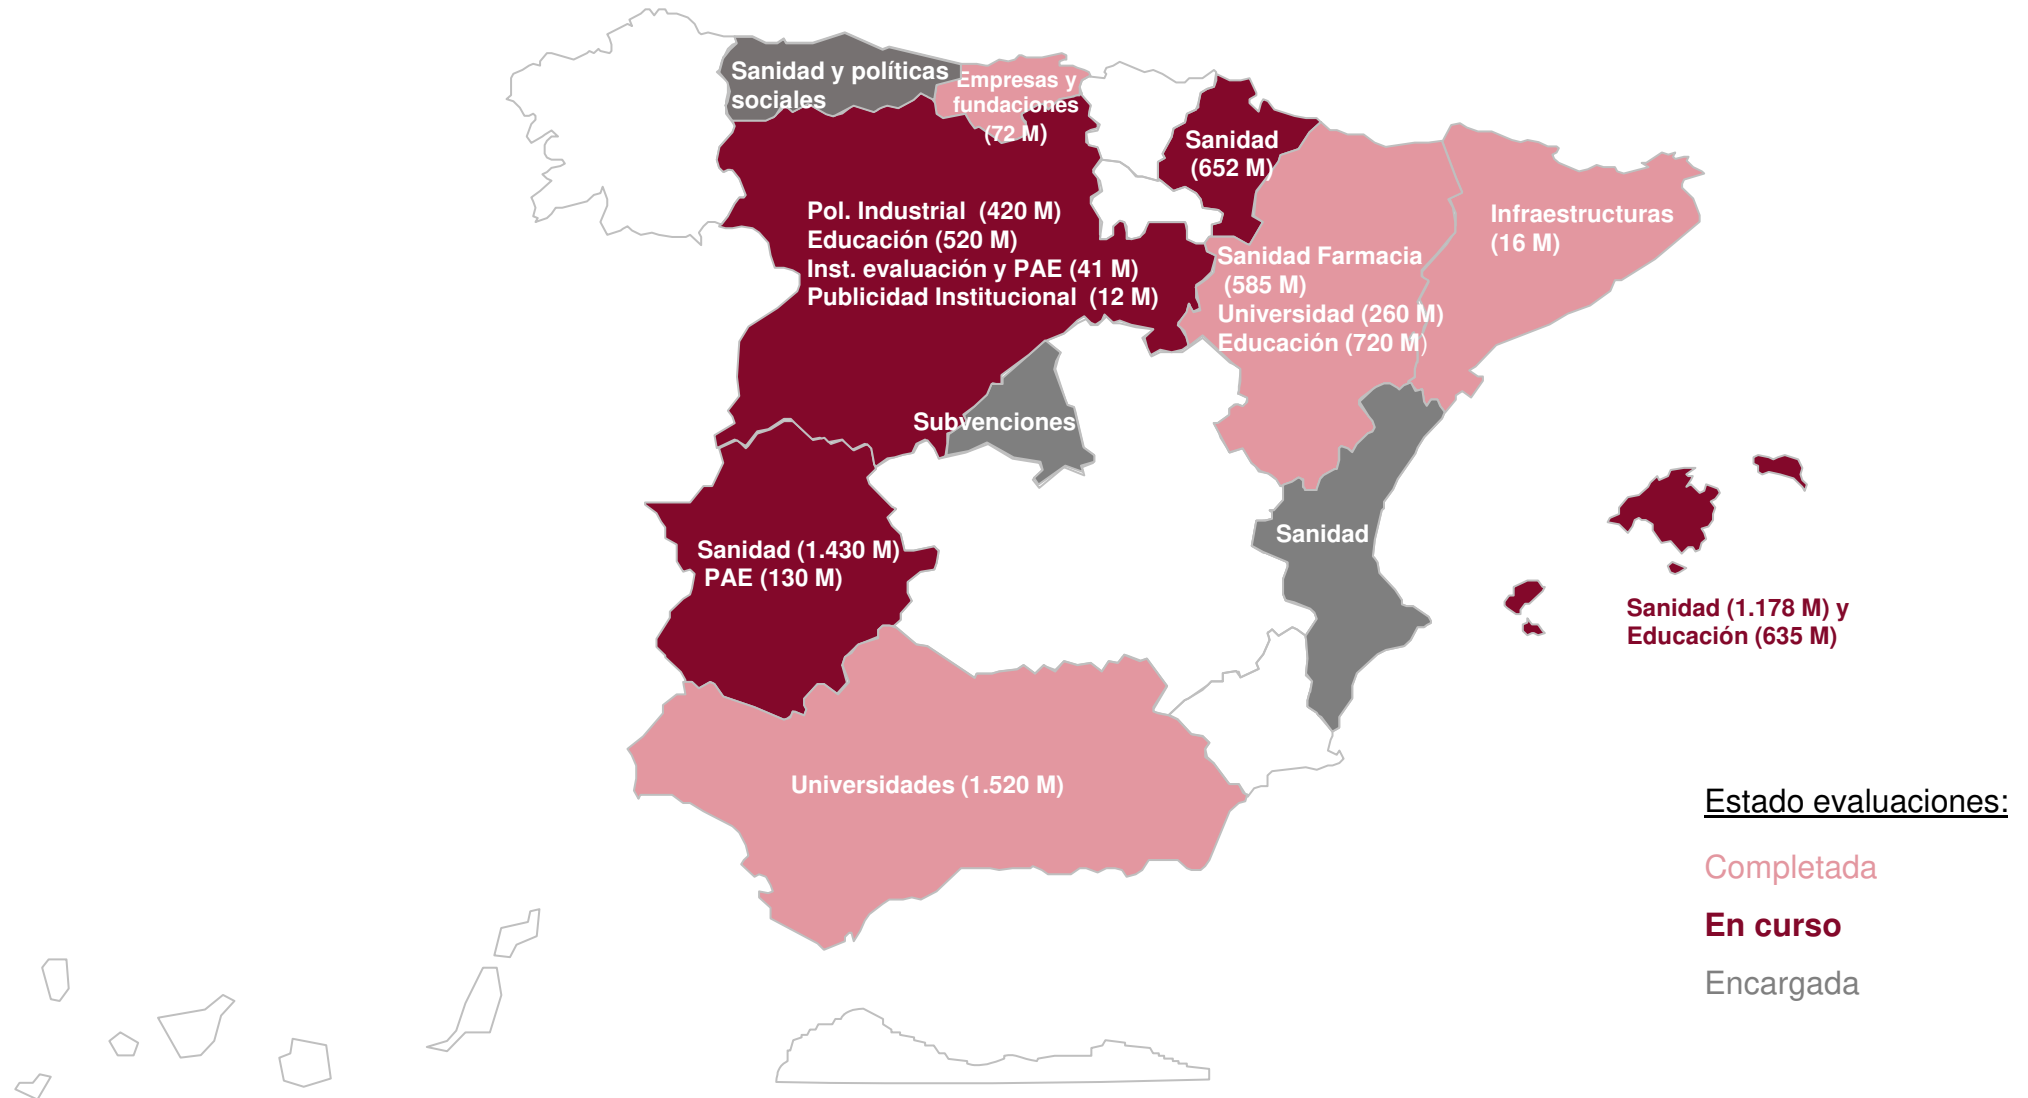 Sanidad y políticas
sociales
Empresas y
fundaciones
(72 M)
Sanidad
(652 M)
Pol. Industrial (420 M)
Educación (520 M)
Inst. evaluación y PAE (41 M)
Publicidad Institucional (12 M)
Infraestructuras
(16 M)
Sanidad Farmacia
(585 M)
Universidad (260 M)
Educación (720 M)
Subvenciones
Sanidad
Sanidad (1.430 M)
PAE (130 M)
Sanidad (1.178 M) y
Educación (635 M)
Universidades (1.520 M)
Estado evaluaciones:
Completada
En curso
Encargada